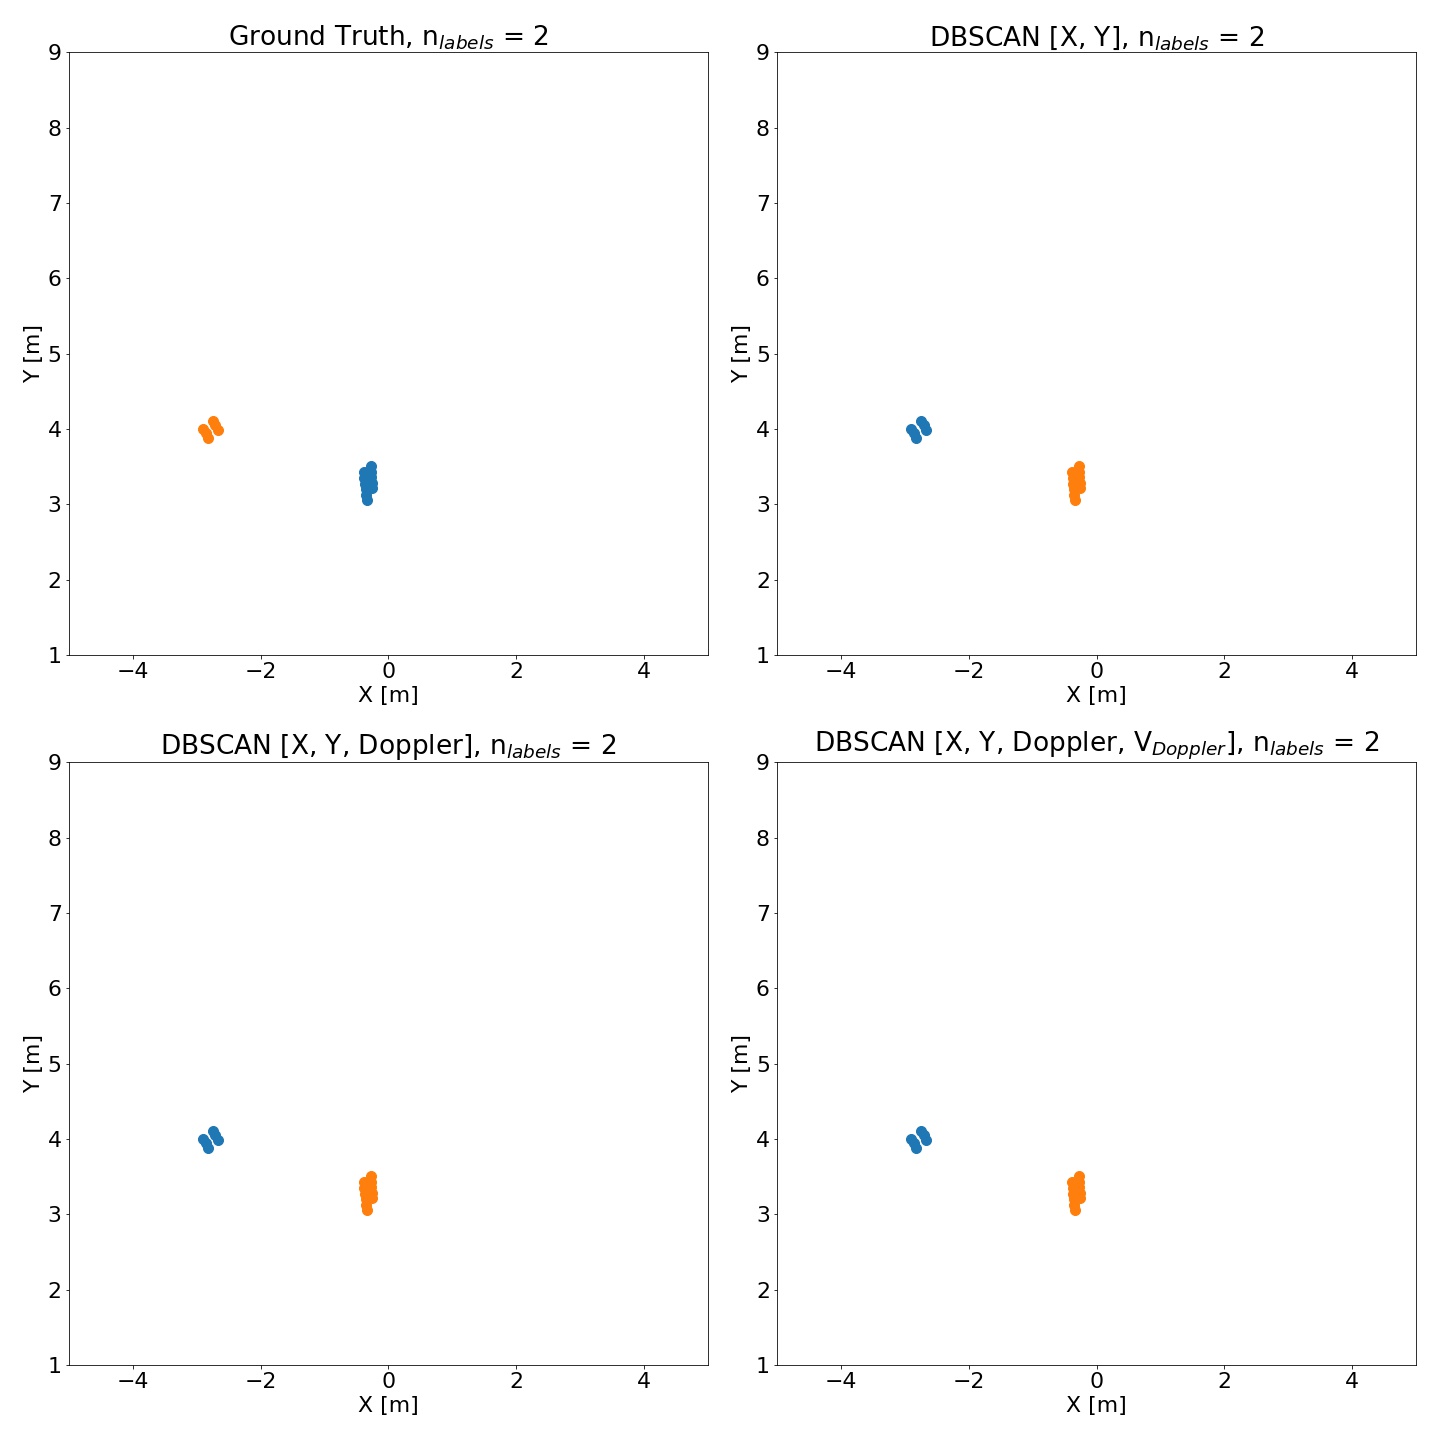 Ground Truth, n_labels = 2
9
8
7
6
5
4
3
2
1
Y [m]
−4 −2 0 2 4
X [m]
DBSCAN [X, Y], n_labels = 2
9
8
7
6
5
4
3
2
1
Y [m]
−4 −2 0 2 4
X [m]
DBSCAN [X, Y, Doppler], n_labels = 2
9
8
7
6
5
4
3
2
1
Y [m]
−4 −2 0 2 4
X [m]
DBSCAN [X, Y, Doppler, V_Doppler], n_labels = 2
9
8
7
6
5
4
3
2
1
Y [m]
−4 −2 0 2 4
X [m]